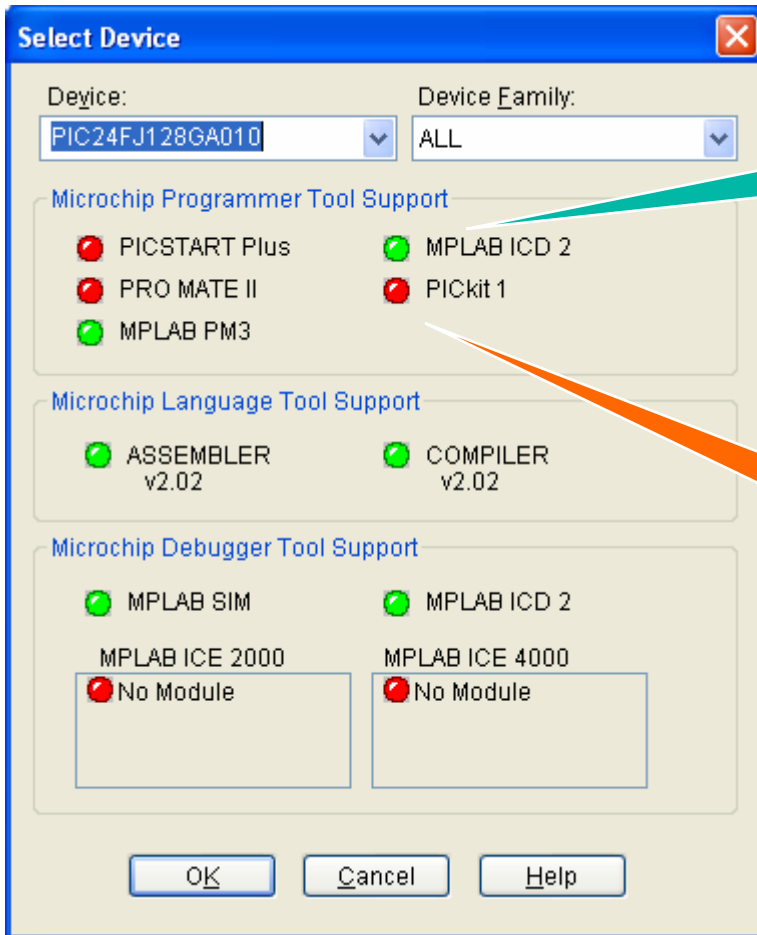 Select Device
Device: Device Family:
PIC24FJ128GA010 ALL
Microchip Programmer Tool Support
PICSTART Plus MPLAB ICD 2
PRO MATE II PICkit 1
MPLAB PM3
Microchip Language Tool Support
ASSEMBLER COMPILER
v2.02 v2.02
Microchip Debugger Tool Support
MPLAB SIM MPLAB ICD 2
MPLAB ICE 2000 MPLAB ICE 4000
No Module No Module
OK Cancel Help